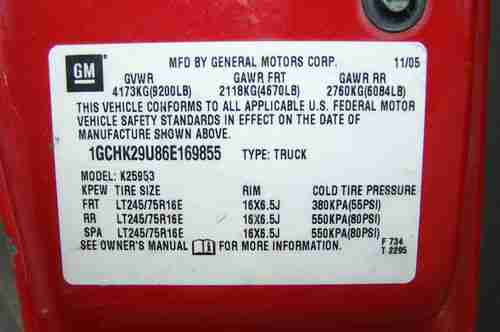 GM
MFD BY GENERAL MOTORS CORP. 11/05
GVWR GAWR FRT GAWR RR
4173KG(9200LB) 2118KG(4670LB) 2760KG(6084LB)
THIS VEHICLE CONFORMS TO ALL APPLICABLE U.S. FEDERAL MOTOR
VEHICLE SAFETY STANDARDS IN EFFECT ON THE DATE OF
MANUFACTURE SHOWN ABOVE.
1GCHK29U86E169855 TYPE: TRUCK
MODEL: K25953
KPEW TIRE SIZE RIM COLD TIRE PRESSURE
FRT LT245/75R16E 16X6.5J 380KPA(55PSI)
RR LT245/75R16E 16X6.5J 550KPA(80PSI)
SPA LT245/75R16E 16X6.5J 550KPA(80PSI)
SEE OWNER'S MANUAL FOR MORE INFORMATION.
F 734
T 2295